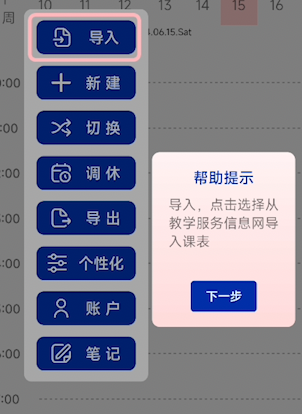 周
10 11 12 13 14 15 16
.06.15.Sat
导入
新建
切换
调休
导出
个性化
账户
笔记
帮助提示
导入，点击选择从
教学服务信息网导
入课表
下一步